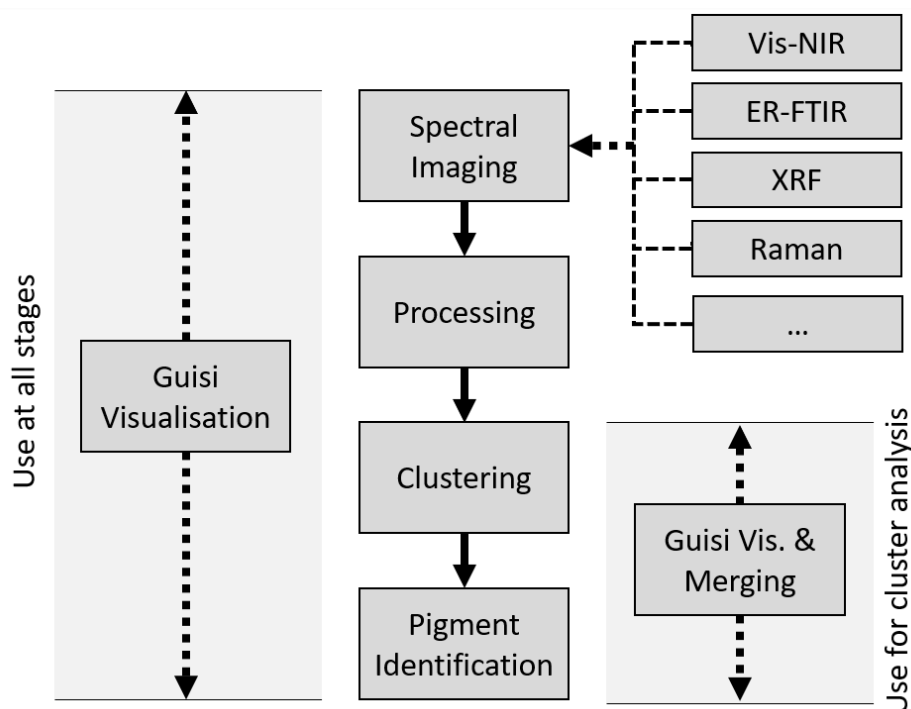 Vis-NIR
ER-FTIR
XRF
Raman
...
Spectral
Imaging
Processing
Clustering
Pigment
Identification
Use at all stages
Guisi
Visualisation
Guisi Vis. &
Merging
Use for cluster analysis